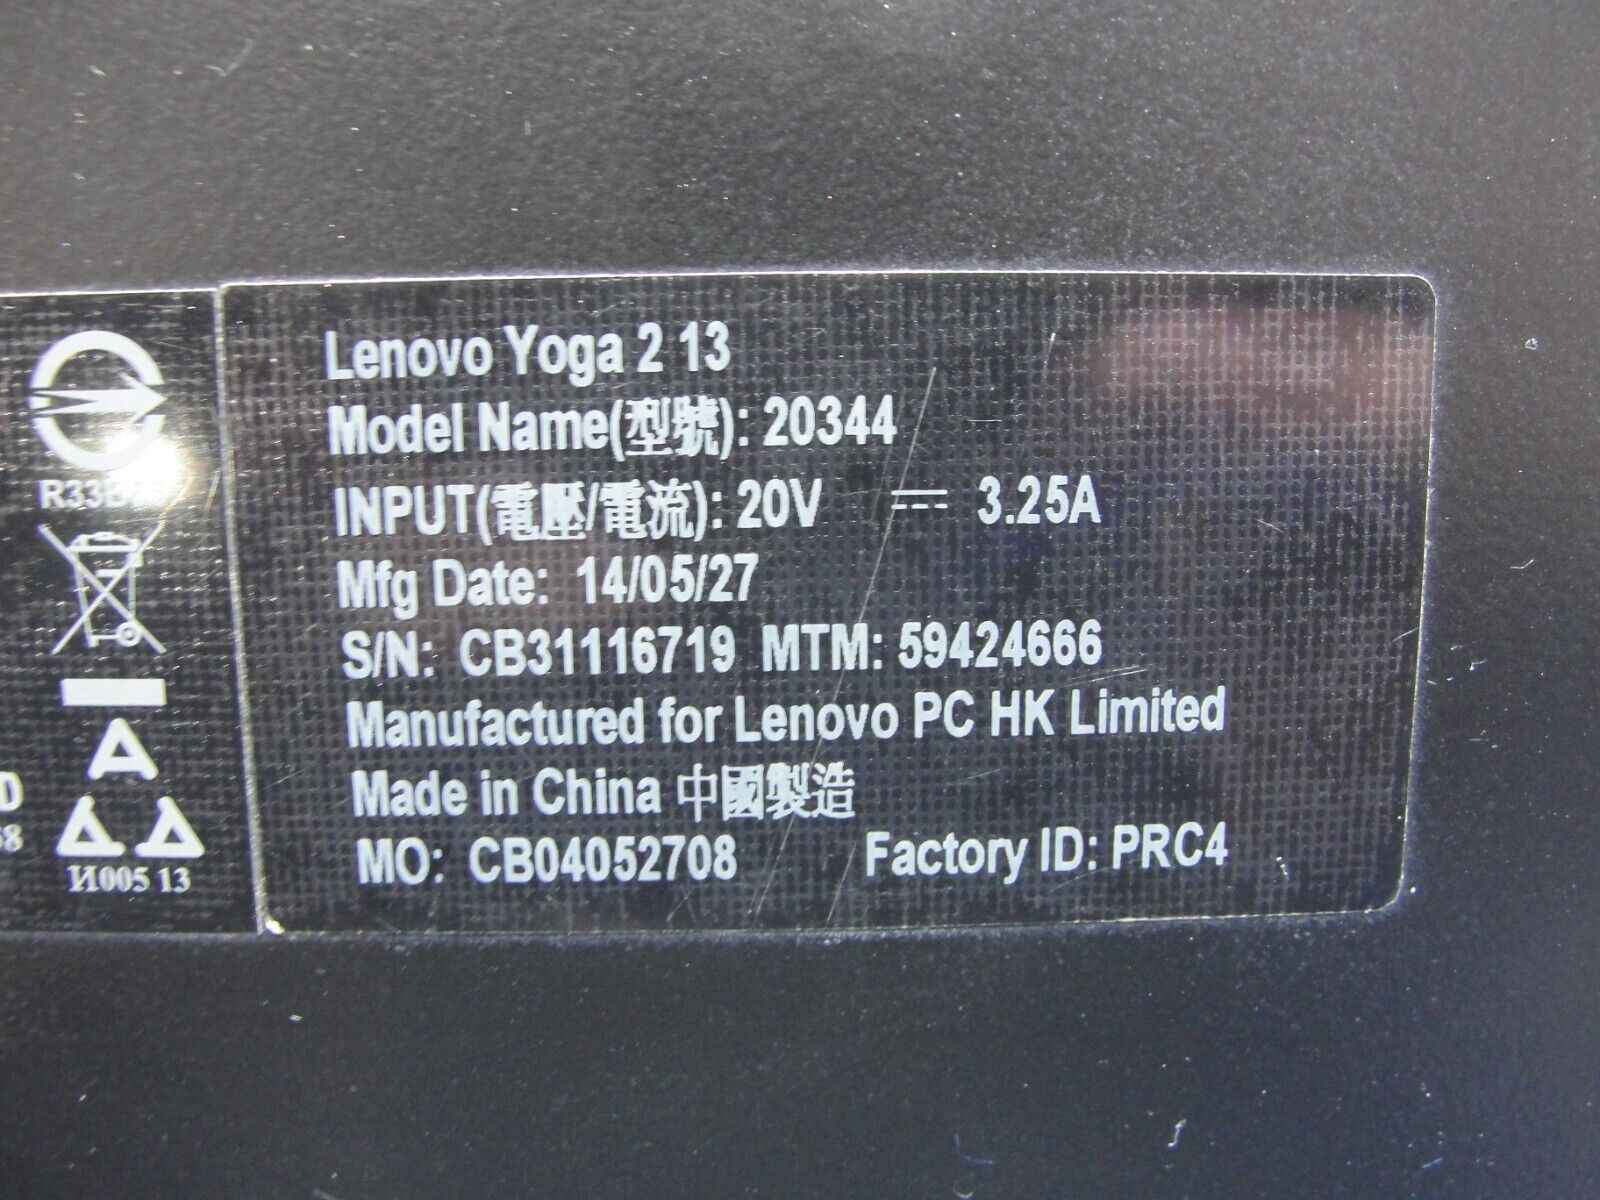 Lenovo Yoga 2 13
Model Name(型號): 20344
INPUT(電壓/電流): 20V ⎓ 3.25A
Mfg Date: 14/05/27
S/N: CB31116719 MTM: 59424666
Manufactured for Lenovo PC HK Limited
Made in China 中國製造
MO: CB04052708 Factory ID: PRC4
И005 13